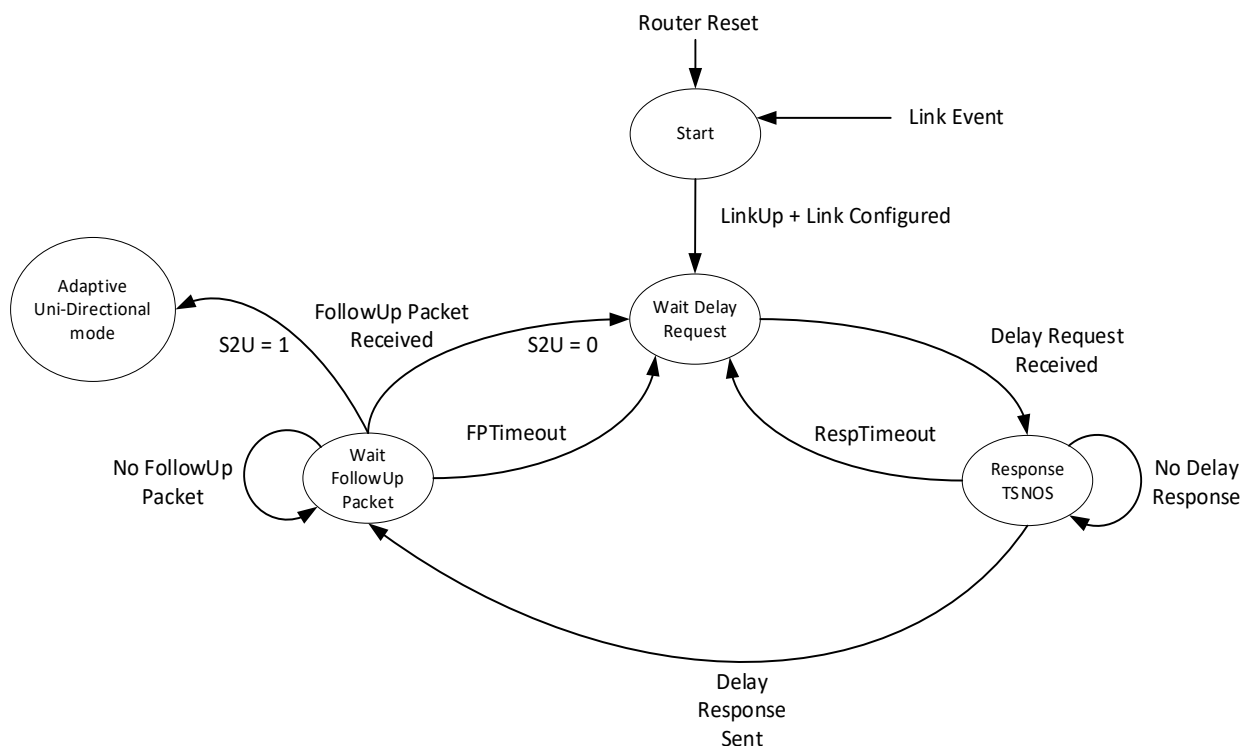 Router Reset
Start
Link Event
LinkUp + Link Configured
Adaptive
Uni-Directional
mode
S2U = 1
FollowUp Packet
Received
S2U = 0
Wait Delay
Request
Delay Request
Received
FPTimeout
RespTimeout
No FollowUp
Packet
Wait
FollowUp
Packet
Response
TSNOS
No Delay
Response
Delay
Response
Sent